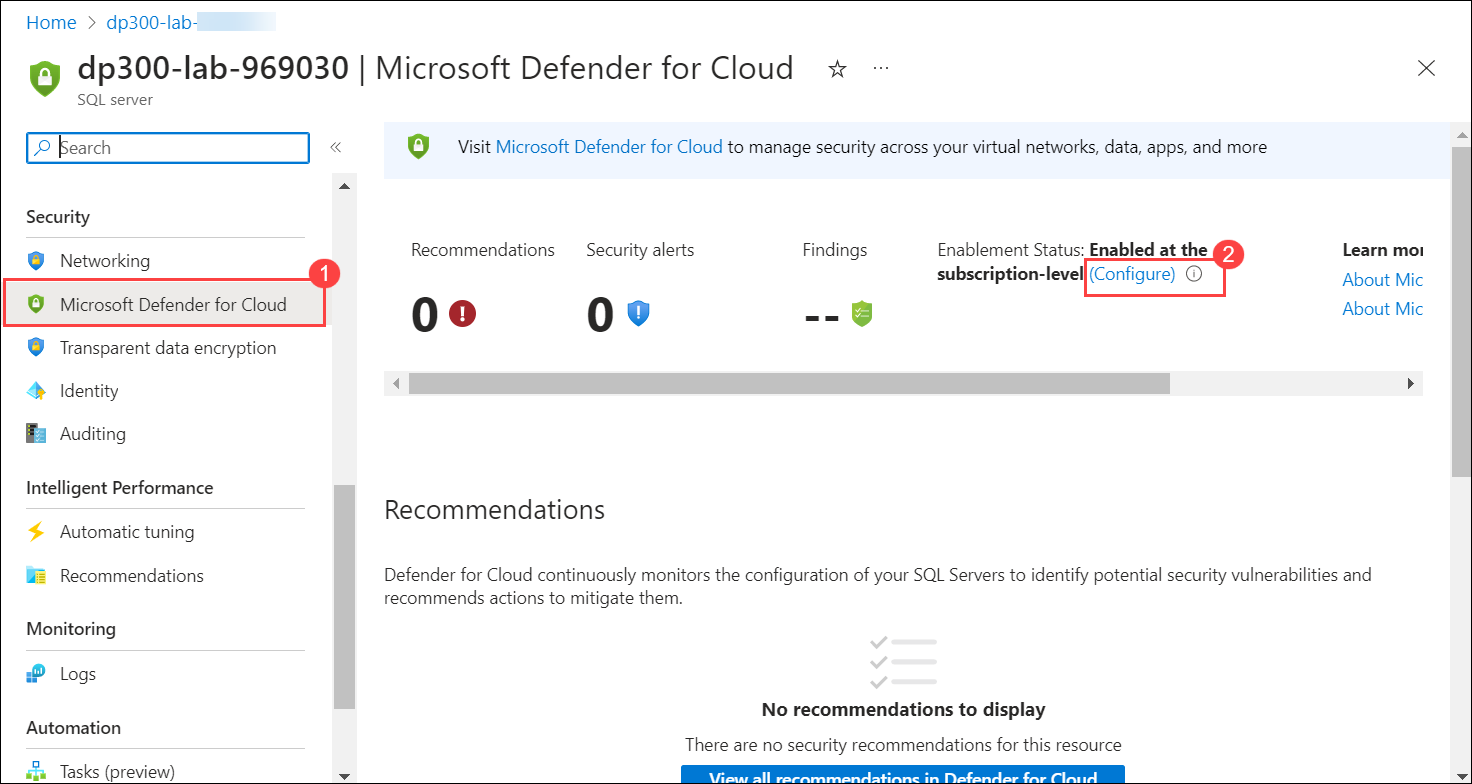 Home > dp300-lab-
dp300-lab-969030 | Microsoft Defender for Cloud
SQL server
Search
Security
Networking
1
Microsoft Defender for Cloud
Transparent data encryption
Identity
Auditing
Intelligent Performance
Automatic tuning
Recommendations
Monitoring
Logs
Automation
Tasks (preview)
Visit Microsoft Defender for Cloud to manage security across your virtual networks, data, apps, and more
Recommendations
0
Security alerts
0
Findings
--
Enablement Status: Enabled at the
subscription-level (Configure)
2
Learn mor
About Mic
About Mic
Recommendations
Defender for Cloud continuously monitors the configuration of your SQL Servers to identify potential security vulnerabilities and
recommends actions to mitigate them.
No recommendations to display
There are no security recommendations for this resource
View all recommendations in Defender for Cloud